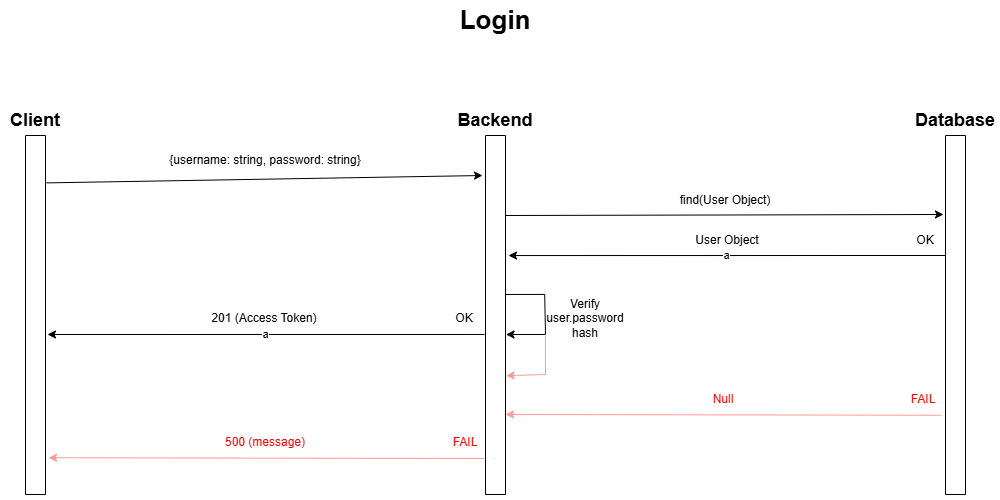 Login
Client
Backend
Database
{username: string, password: string}
find(User Object)
User Object
OK
a
Verify
user.password
hash
201 (Access Token)
OK
a
Null
FAIL
500 (message)
FAIL